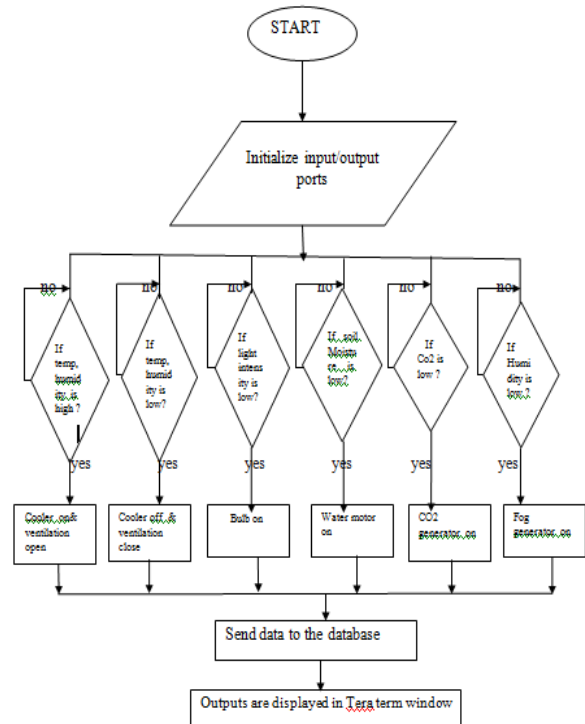 START
Initialize input/output
ports
no
no
no
no
no
no
If
temp,
humid
ity is
high ?
If
temp,
humid
ity is
low?
If
light
intens
ity is
low?
If soil
Moistu
re is
low?
If
Co2 is
low ?
If
Humi
dity is
low ?
yes
yes
yes
yes
yes
yes
Cooler on&
ventilation
open
Cooler off &
ventilation
close
Bulb on
Water motor
on
CO2
generator on
Fog
generator on
Send data to the database
Outputs are displayed in Tera term window